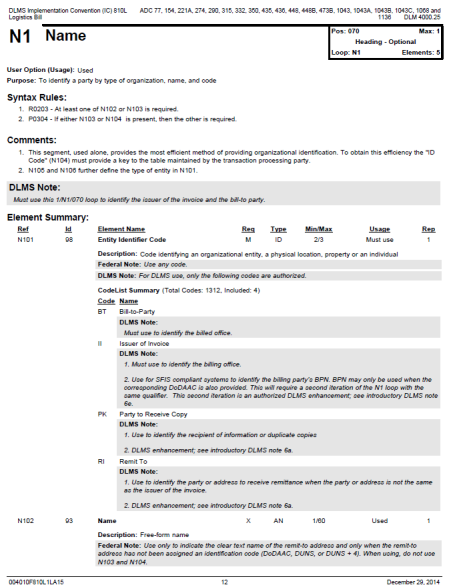 DLMS Implementation Convention (IC) 810L ADC 77, 154, 221A, 274, 290, 315, 332, 350, 435, 436, 448, 448B, 473B, 1043, 1043A, 1043B, 1043C, 1068 and
Logistics Bill 1136 DLM 4000.25
N1 Name
Pos: 070 Max: 1
Heading - Optional
Loop: N1 Elements: 5
User Option (Usage): Used
Purpose: To identify a party by type of organization, name, and code
Syntax Rules:
1. R0203 - At least one of N102 or N103 is required.
2. P0304 - If either N103 or N104 is present, then the other is required.
Comments:
1. This segment, used alone, provides the most efficient method of providing organizational identification. To obtain this efficiency the "ID
Code" (N104) must provide a key to the table maintained by the transaction processing party.
2. N105 and N106 further define the type of entity in N101.
DLMS Note:
Must use this 1/N1/070 loop to identify the issuer of the invoice and the bill-to party.
Element Summary:
Ref Id Element Name Req Type Min/Max Usage Rep
N101 98 Entity Identifier Code M ID 2/3 Must use 1
Description: Code identifying an organizational entity, a physical location, property or an individual
Federal Note: Use any code.
DLMS Note: For DLMS use, only the following codes are authorized.
CodeList Summary (Total Codes: 1312, Included: 4)
Code Name
BT Bill-to-Party
DLMS Note:
Must use to identify the billed office.
II Issuer of Invoice
DLMS Note:
1. Must use to identify the billing office.
2. Use for SFIS compliant systems to identify the billing party's BPN. BPN may only be used when the
corresponding DoDAAC is also provided. This will require a second iteration of the N1 loop with the
same qualifier. This second iteration is an authorized DLMS enhancement; see introductory DLMS note
6e.
PK Party to Receive Copy
DLMS Note:
1. Use to identify the recipient of information or duplicate copies
2. DLMS enhancement; see introductory DLMS note 6a.
RI Remit To
DLMS Note:
1. Use to identify the party or address to receive remittance when the party or address is not the same
as the issuer of the invoice.
2. DLMS enhancement; see introductory DLMS note 6a.
N102 93 Name X AN 1/60 Used 1
Description: Free-form name
Federal Note: Use only to indicate the clear text name of the remit-to address and only when the remit-to
address has not been assigned an identification code (DoDAAC, DUNS, or DUNS + 4). When using, do not use
N103 and N104.
004010F810L1LA15 12 December 29, 2014